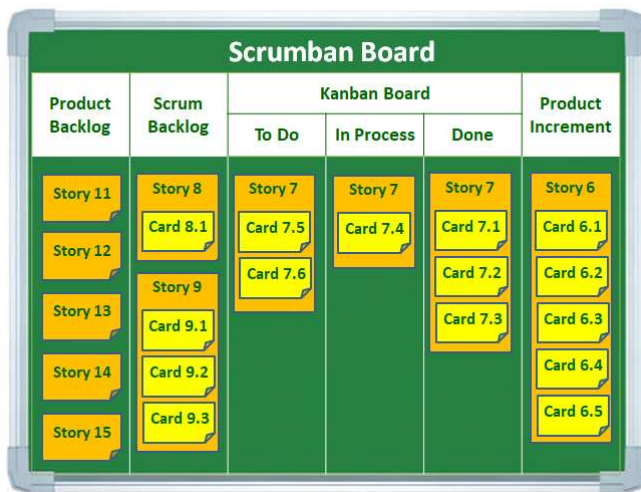 Scrumban Board
Product
Backlog
Scrum
Backlog
Kanban Board
To Do
In Process
Done
Product
Increment
Story 11
Story 12
Story 13
Story 14
Story 15
Story 8
Card 8.1
Story 9
Card 9.1
Card 9.2
Card 9.3
Story 7
Card 7.5
Card 7.6
Story 7
Card 7.4
Story 7
Card 7.1
Card 7.2
Card 7.3
Story 6
Card 6.1
Card 6.2
Card 6.3
Card 6.4
Card 6.5